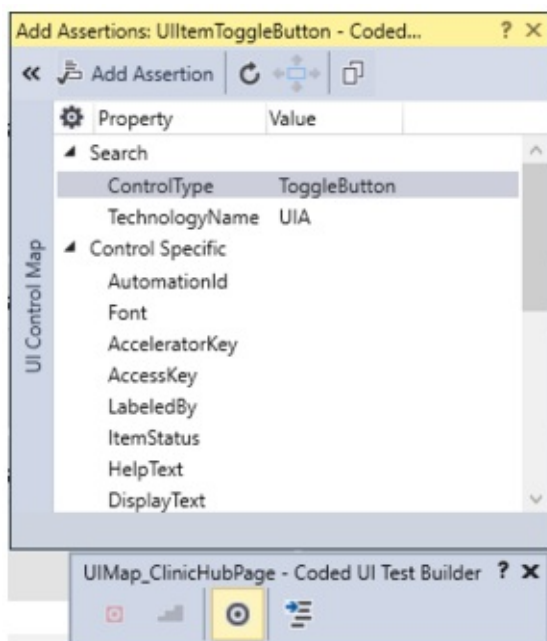 Add Assertions: UIItemToggleButton - Coded... ? ×
« Add Assertion
Property Value
Search
ControlType ToggleButton
TechnologyName UIA
Control Specific
AutomationId
Font
AcceleratorKey
AccessKey
LabeledBy
ItemStatus
HelpText
DisplayText
UI Control Map
UIMap_ClinicHubPage - Coded UI Test Builder ? ×